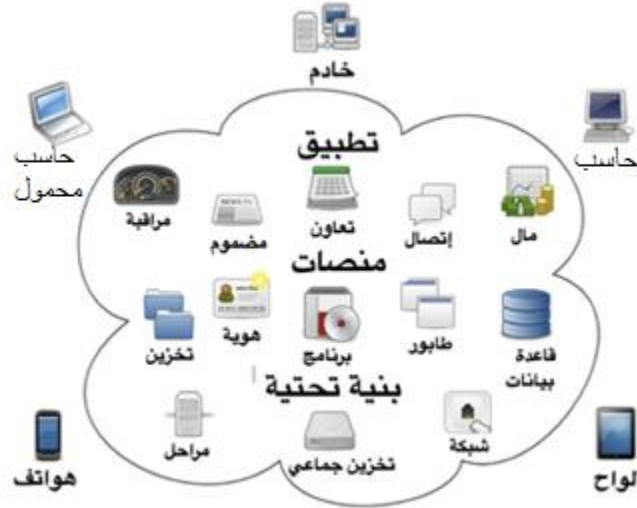 خادم
حاسب
حاسب
محمول
تطبيق
مال
إتصال
تعاون
مضموم
مراقبة
منصات
قاعدة
بيانات
طابور
برنامج
هوية
تخزين
بنية تحتية
شبكة
تخزين جماعي
مراحل
لواح
هواتف